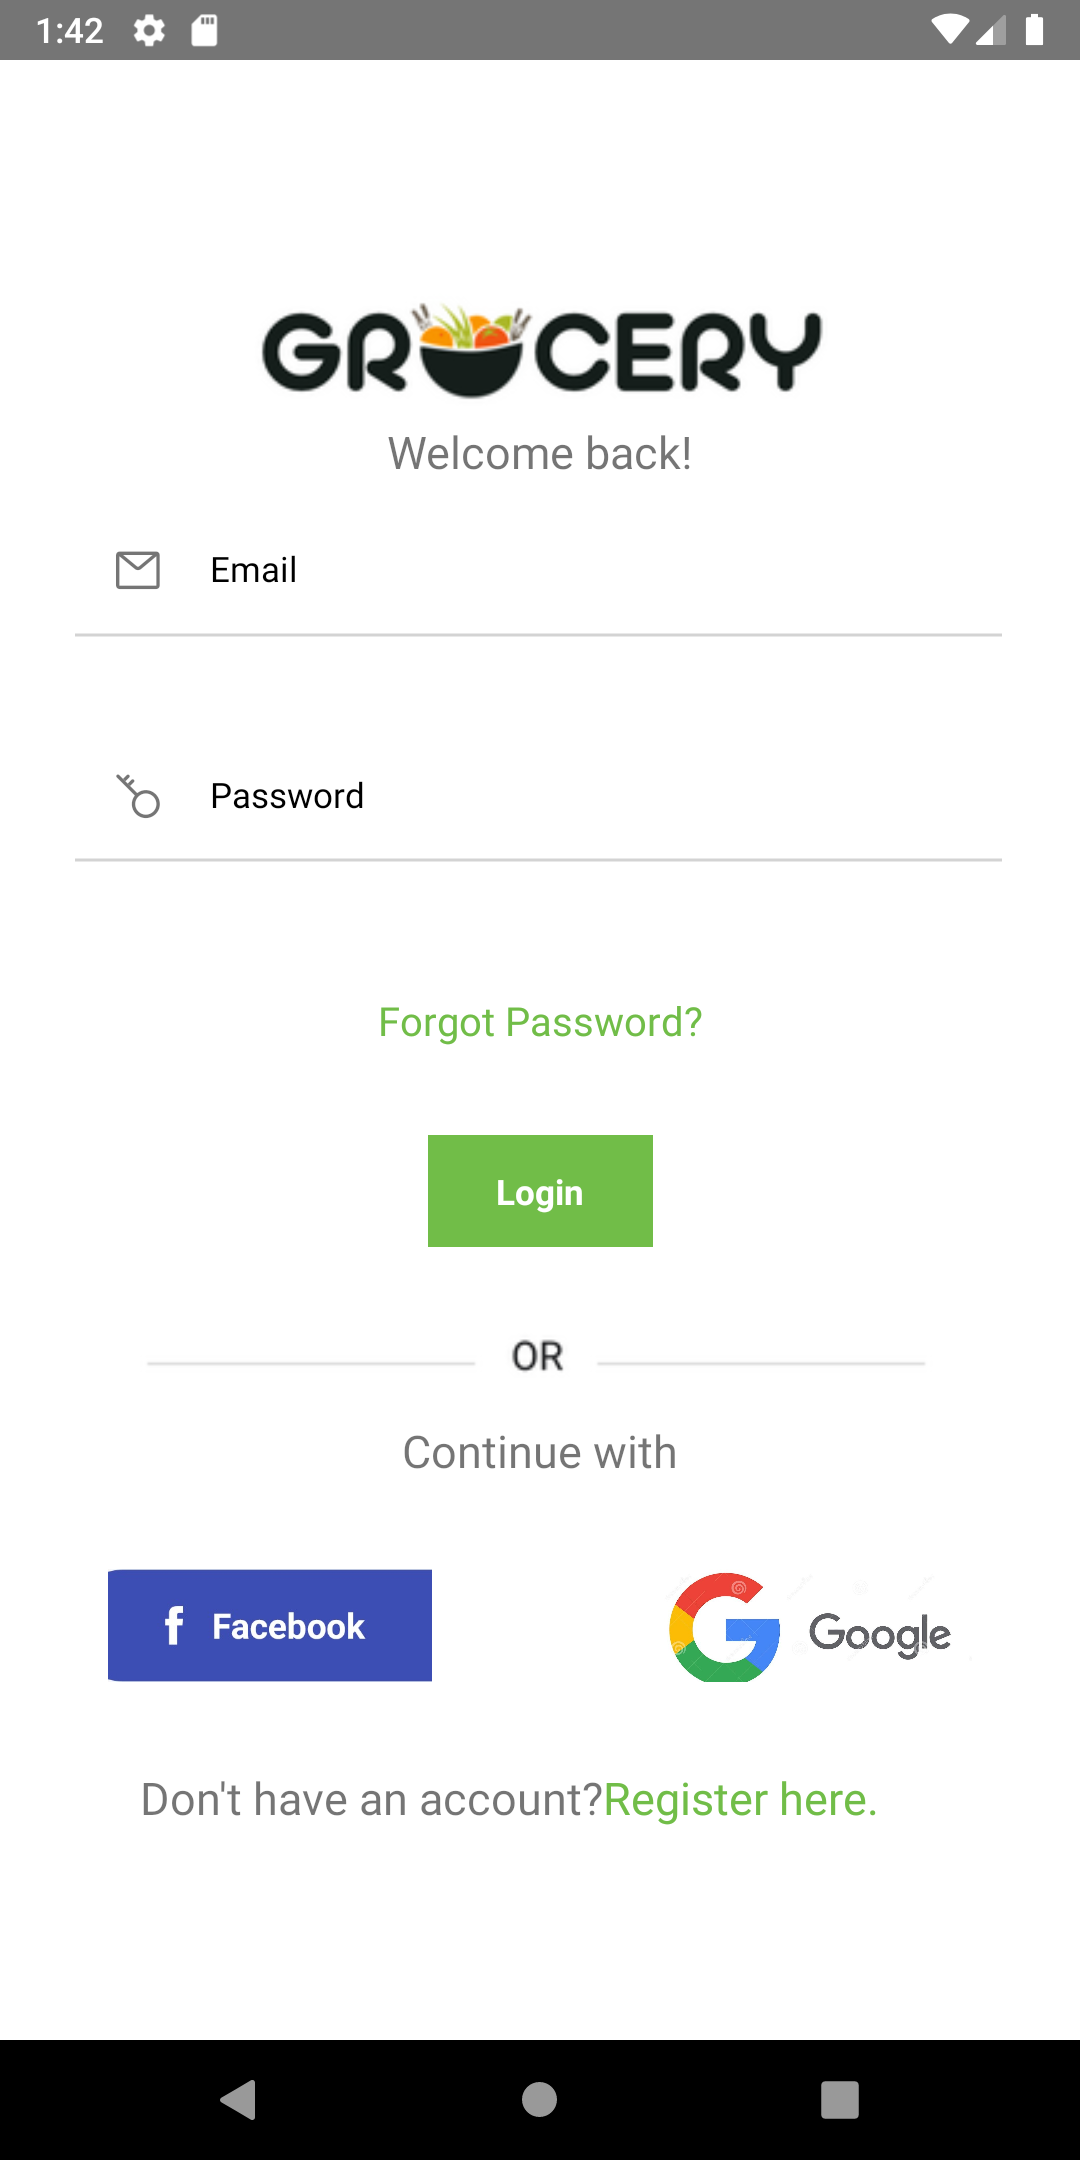 1:42
GROCERY
Welcome back!
Email
Password
Forgot Password?
Login
OR
Continue with
Facebook
Google
Don't have an account?Register here.